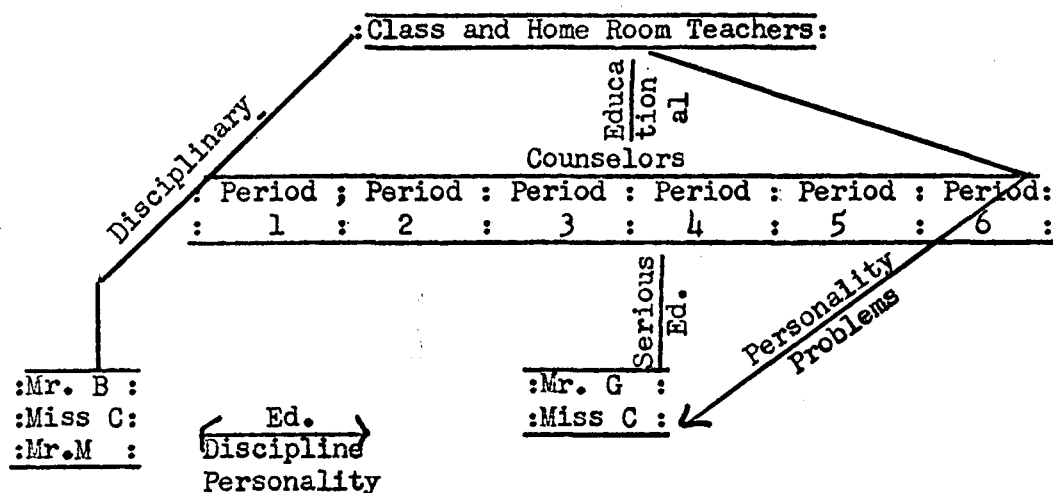 :Class and Home Room Teachers:
Disciplinary
Educa
tion
al
Counselors
: Period ; Period : Period : Period : Period : Period:
: 1 : 2 : 3 : 4 : 5 : 6 :
Serious
Ed.
Personality
Problems
:Mr. B :
:Miss C:
:Mr.M :
Ed.
Discipline
Personality
:Mr. G :
:Miss C :